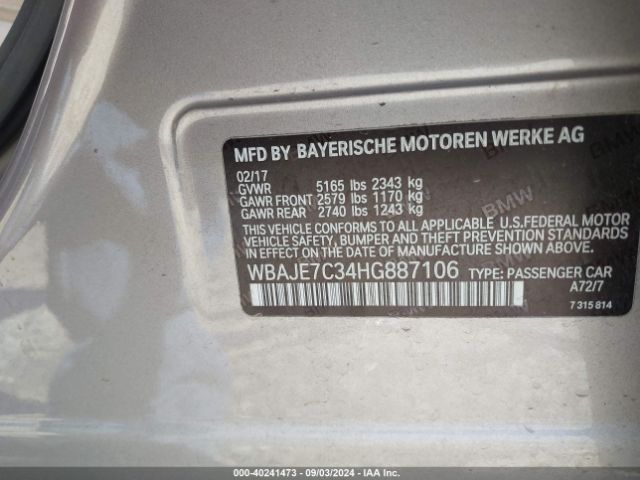 MFD BY BAYERISCHE MOTOREN WERKE AG
02/17
GVWR 5165 lbs 2343 kg
GAWR FRONT 2579 lbs 1170 kg
GAWR REAR 2740 lbs 1243 kg
THIS VEHICLE CONFORMS TO ALL APPLICABLE U.S.FEDERAL MOTOR
VEHICLE SAFETY, BUMPER, AND THEFT PREVENTION STANDARDS
IN EFFECT ON THE DATE OF MANUFACTURE SHOWN ABOVE.
WBAJE7C34HG887106 TYPE: PASSENGER CAR
A72/7
7 315 814
000-40241473 - 09/03/2024 - IAA Inc.